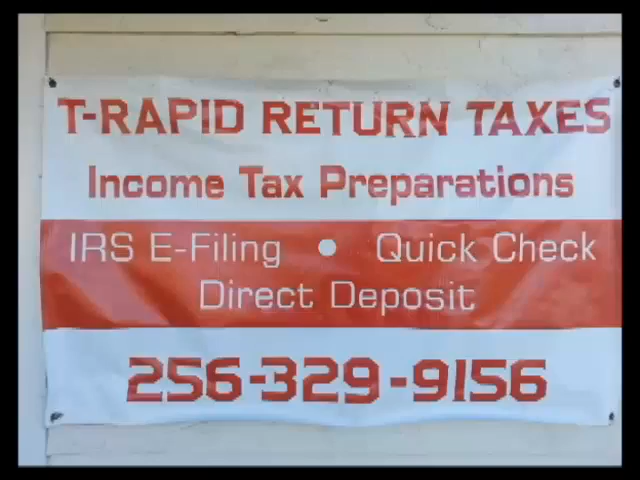 T-RAPID RETURN TAXES
Income Tax Preparations
IRS E-Filing • Quick Check
Direct Deposit
256-329-9156